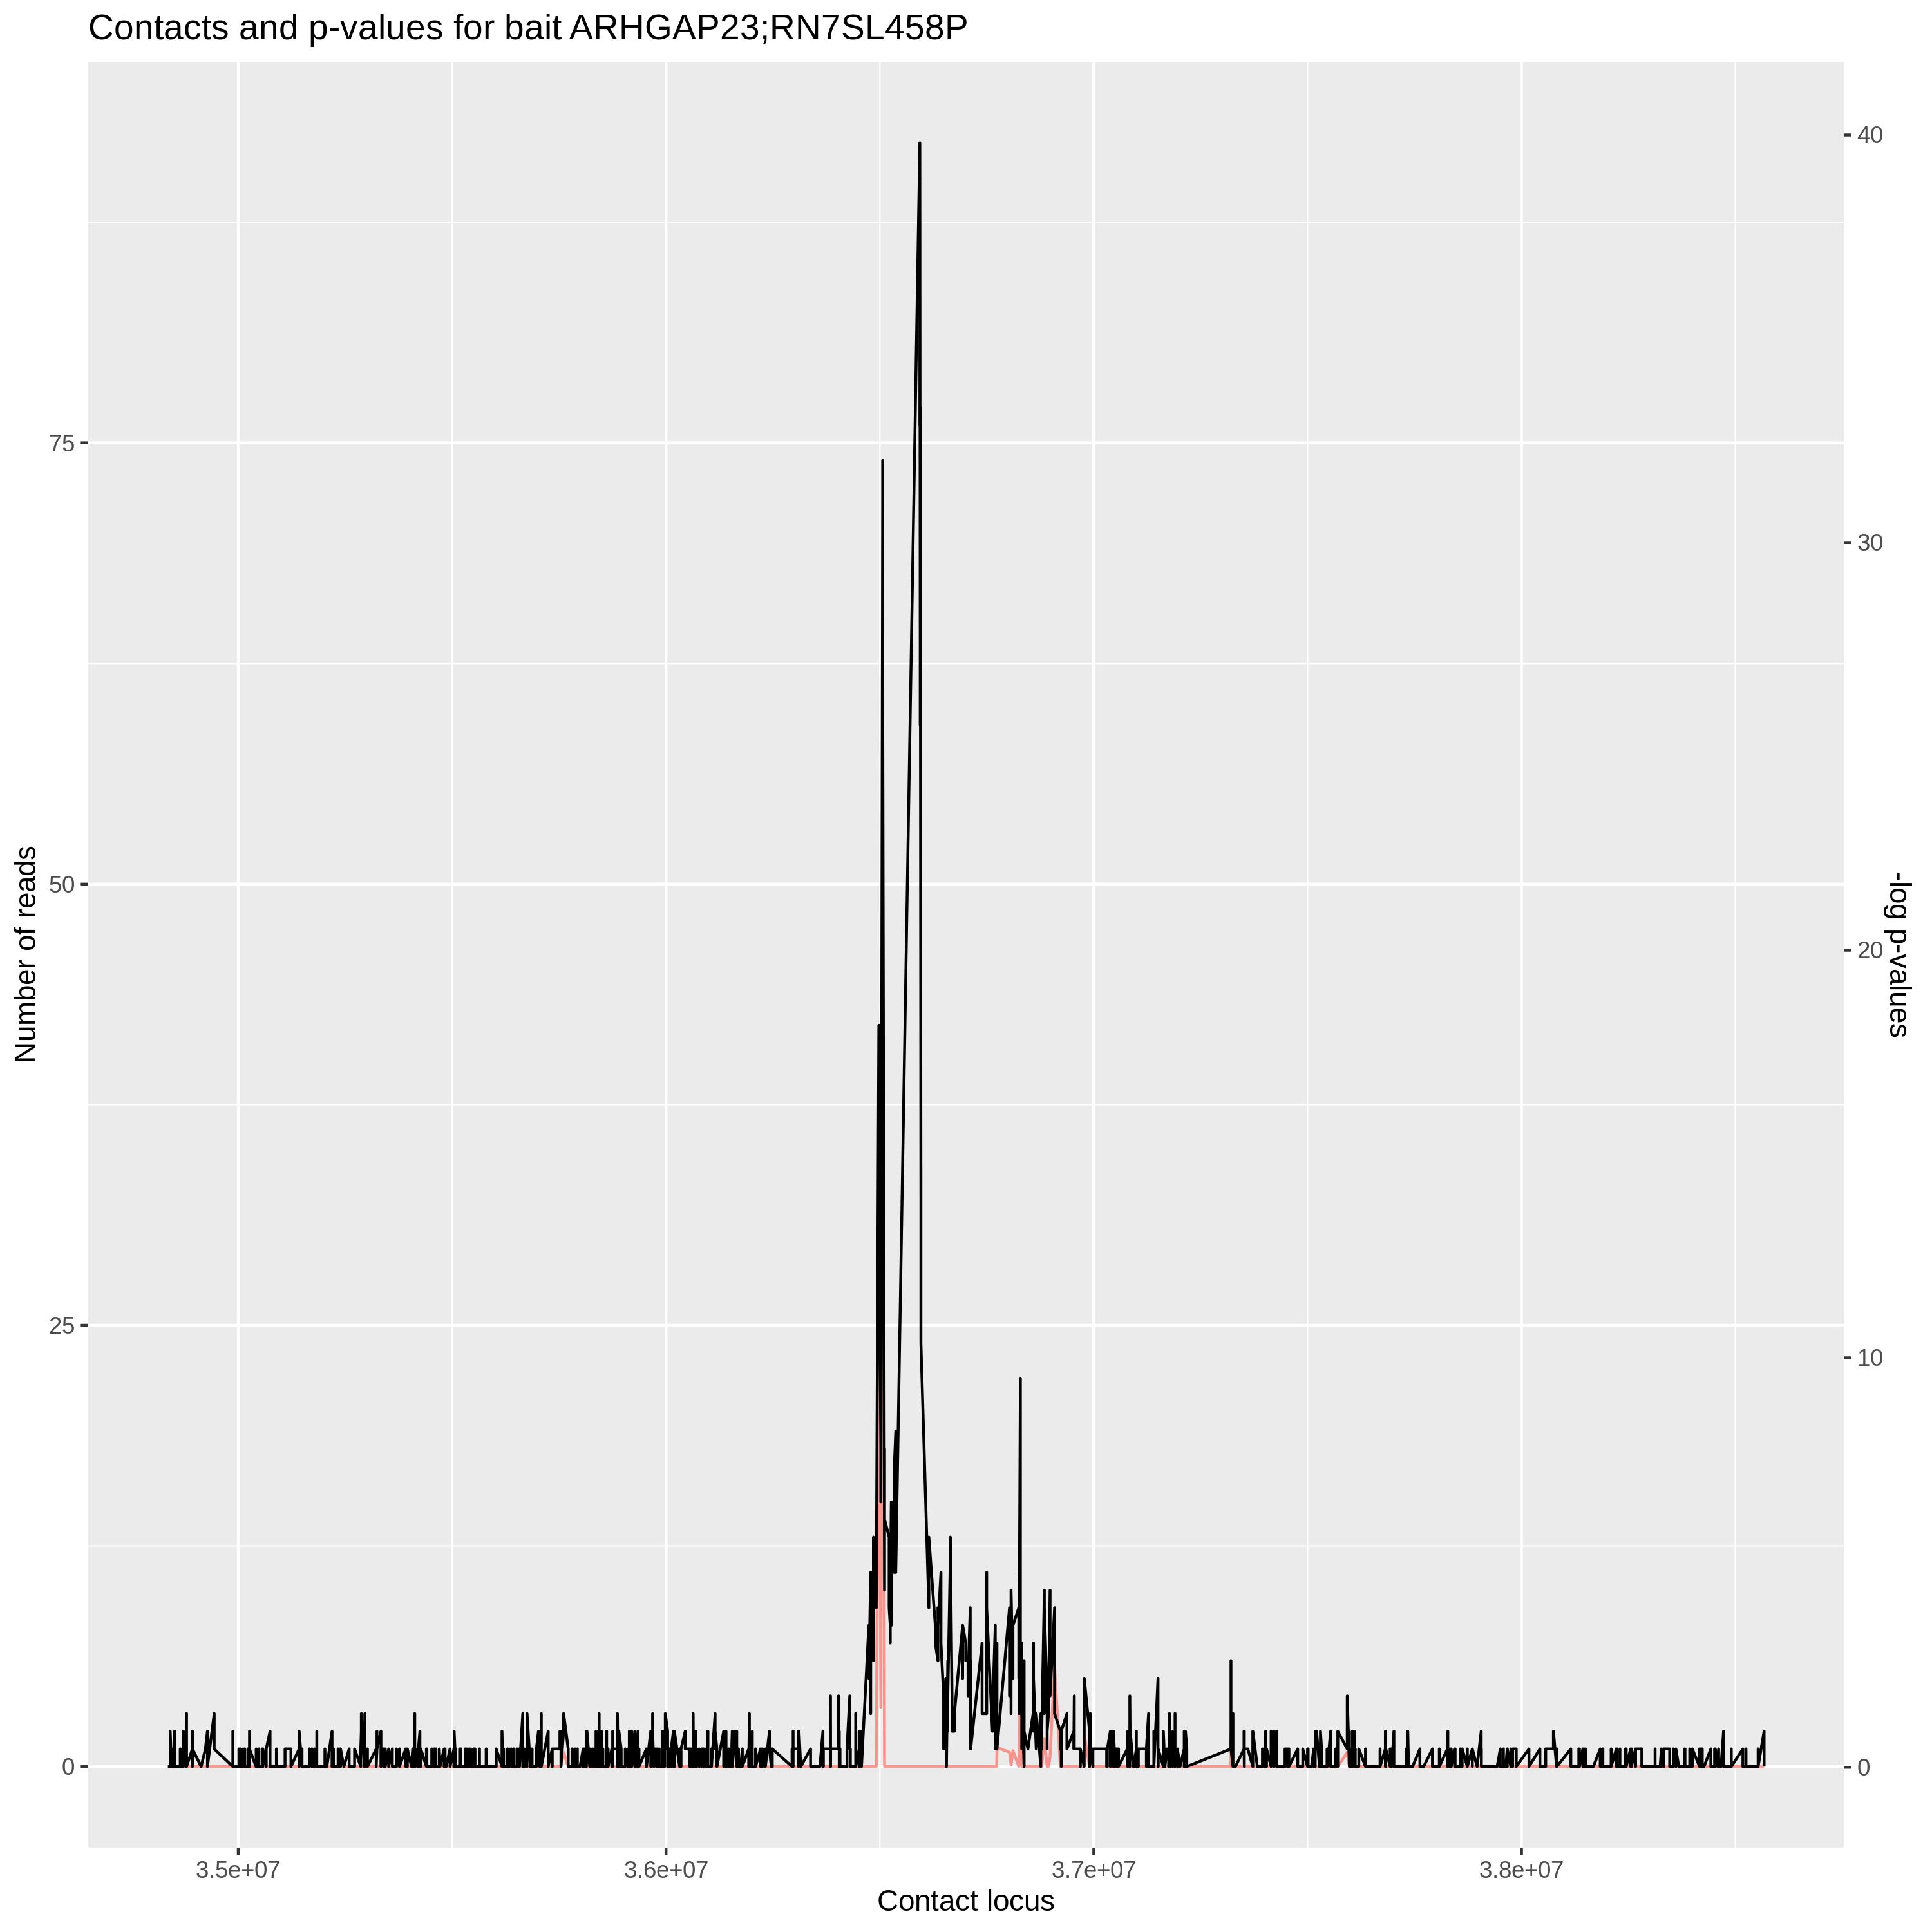 Contacts and p-values for bait ARHGAP23;RN7SL458P
40
75
30
50
20
25
10
0
0
Number of reads
-log p-values
3.5e+07
3.6e+07
3.7e+07
3.8e+07
Contact locus